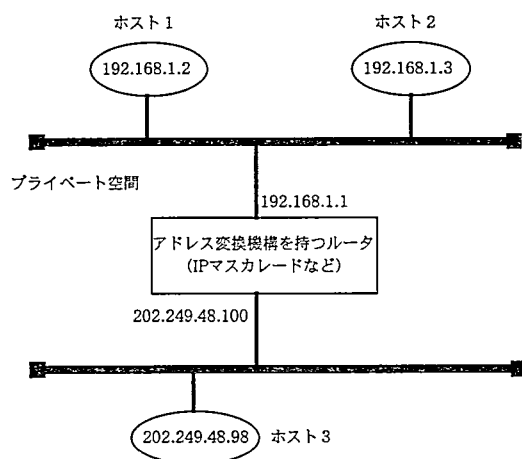 ホスト1
ホスト2
192.168.1.2
192.168.1.3
プライベート空間
192.168.1.1
アドレス変換機構を持つルータ
(IPマスカレードなど)
202.249.48.100
202.249.48.98
ホスト3